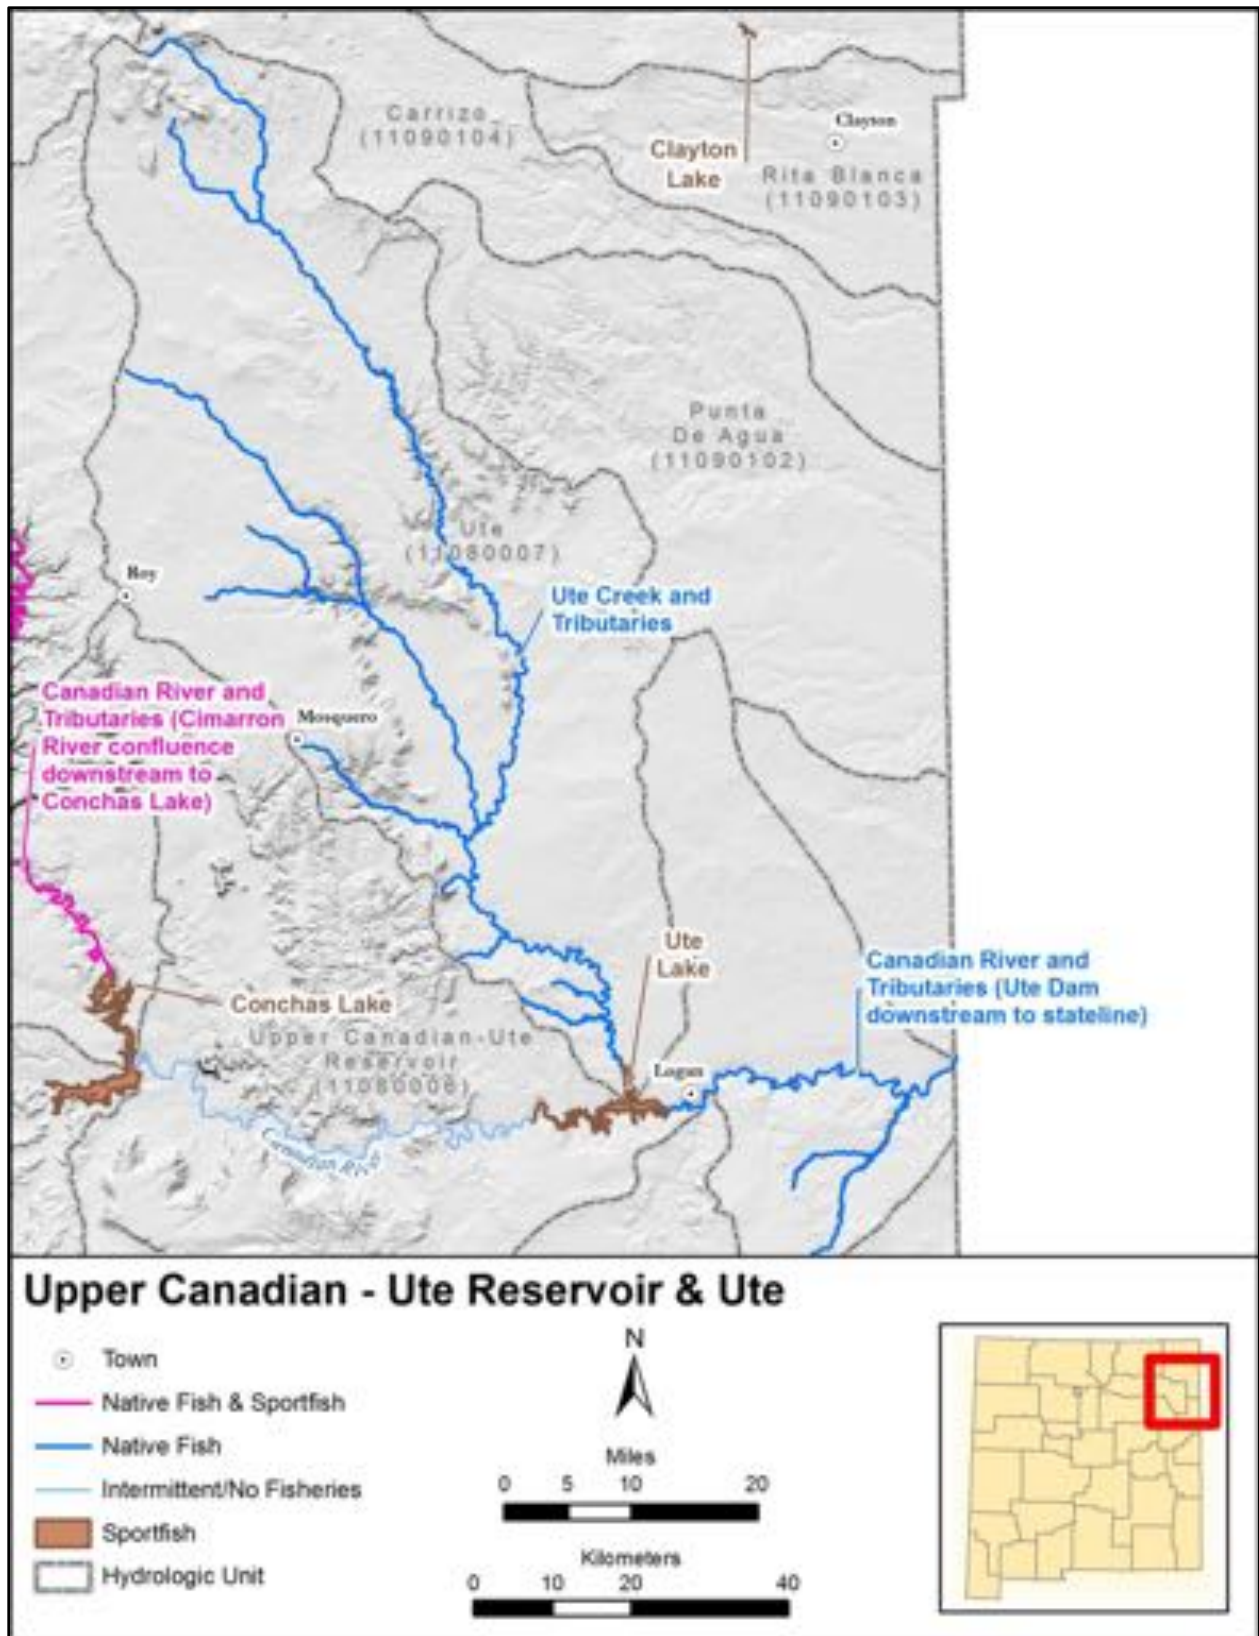 Carrizo
(11090104)
Clayton
Lake
Clayton
Rita Blanca
(11090103)
Punta
De Agua
(11090102)
Ute
(11080007)
Roy
Ute Creek and
Tributaries
Canadian River and
Tributaries (Cimarron
River confluence
downstream to
Conchas Lake)
Mosquero
Ute
Lake
Canadian River and
Tributaries (Ute Dam
downstream to stateline)
Conchas Lake
Upper Canadian-Ute
Reservoir
(11080006)
Logan
Canadian River
Upper Canadian - Ute Reservoir & Ute
Town
Native Fish & Sportfish
Native Fish
Intermittent/No Fisheries
Sportfish
Hydrologic Unit
N
Miles
0 5 10 20
Kilometers
0 10 20 40